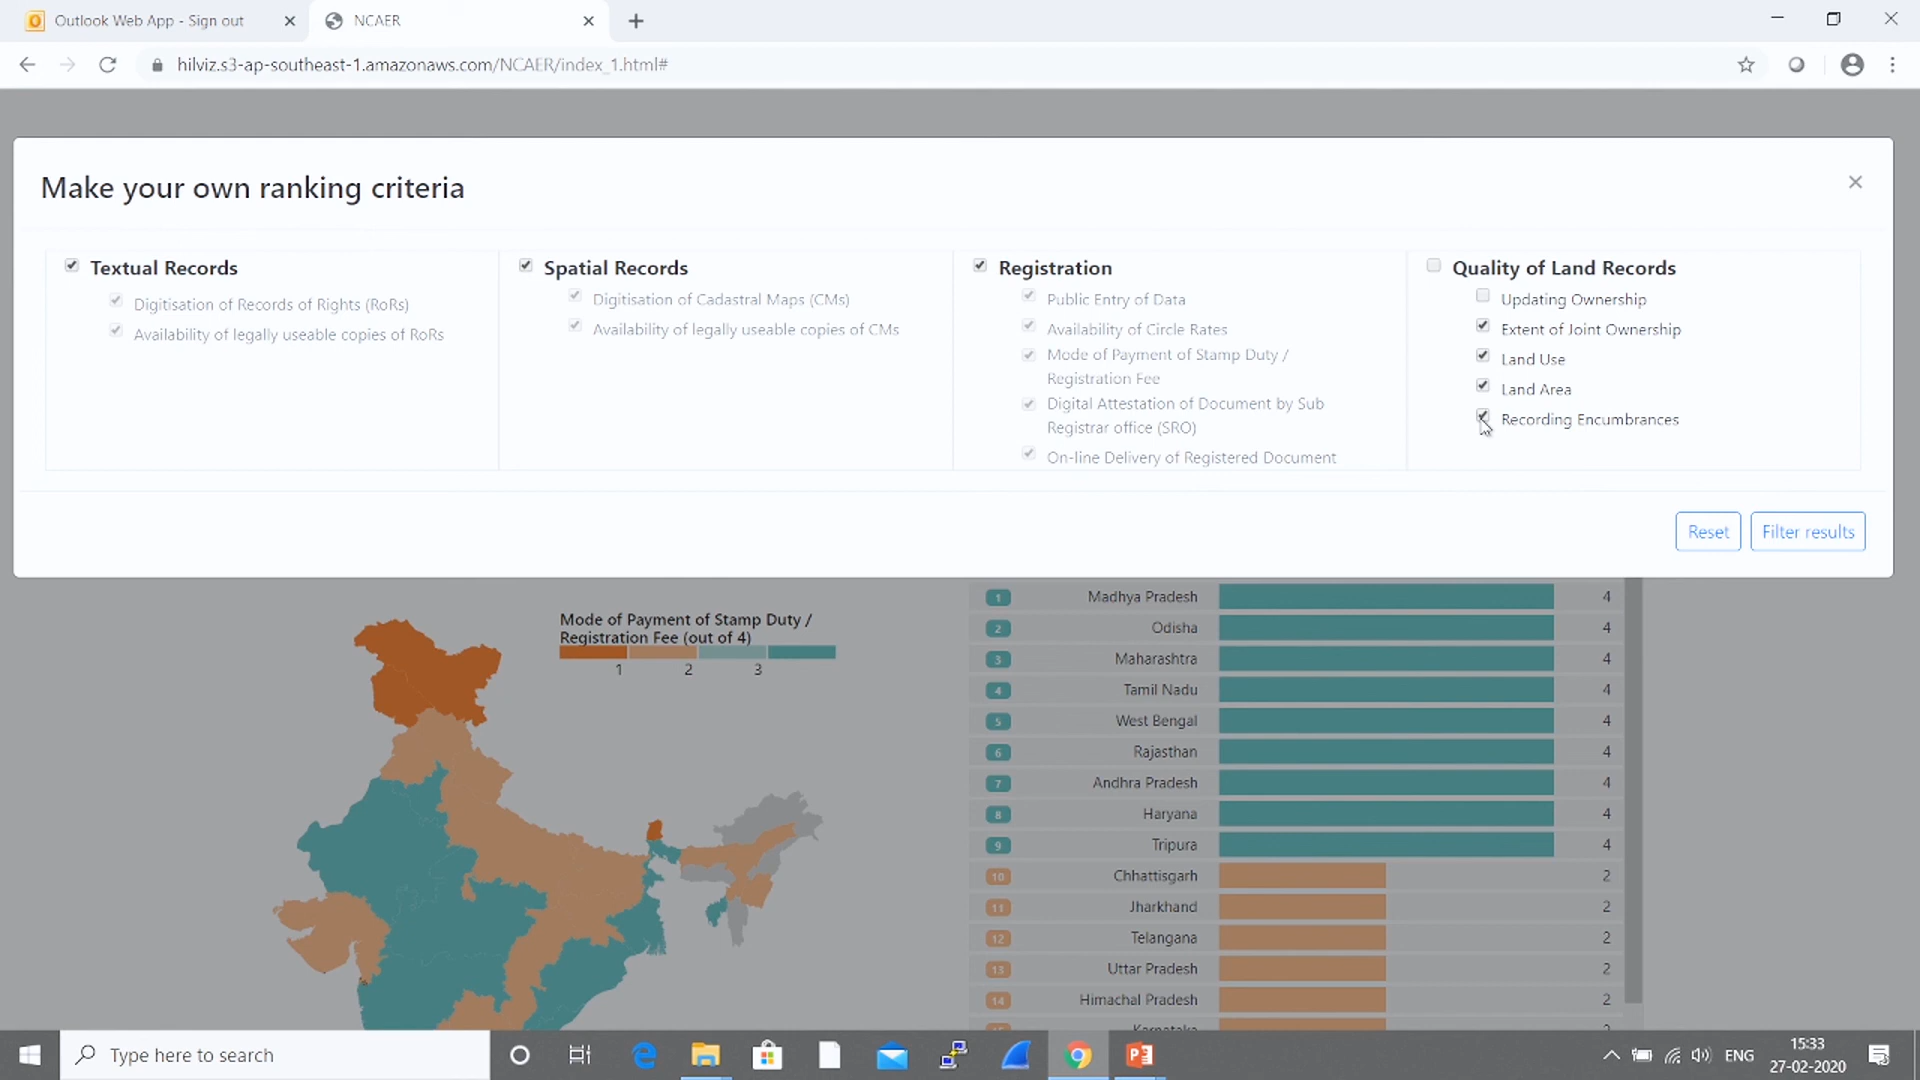 Outlook Web App - Sign out
NCAER
hilviz.s3-ap-southeast-1.amazonaws.com/NCAER/index_1.html#
Make your own ranking criteria
Textual Records
Digitisation of Records of Rights (RoRs)
Availability of legally useable copies of RoRs
Spatial Records
Digitisation of Cadastral Maps (CMs)
Availability of legally useable copies of CMs
Registration
Public Entry of Data
Availability of Circle Rates
Mode of Payment of Stamp Duty /
Registration Fee
Digital Attestation of Document by Sub
Registrar office (SRO)
On-line Delivery of Registered Document
Quality of Land Records
Updating Ownership
Extent of Joint Ownership
Land Use
Land Area
Recording Encumbrances
Reset
Filter results
Mode of Payment of Stamp Duty /
Registration Fee (out of 4)
1 2 3
1 Madhya Pradesh 4
2 Odisha 4
3 Maharashtra 4
4 Tamil Nadu 4
5 West Bengal 4
6 Rajasthan 4
7 Andhra Pradesh 4
8 Haryana 4
9 Tripura 4
10 Chhattisgarh 2
11 Jharkhand 2
12 Telangana 2
13 Uttar Pradesh 2
14 Himachal Pradesh 2
15 Karnataka 2
Type here to search
ENG
15:33
27-02-2020